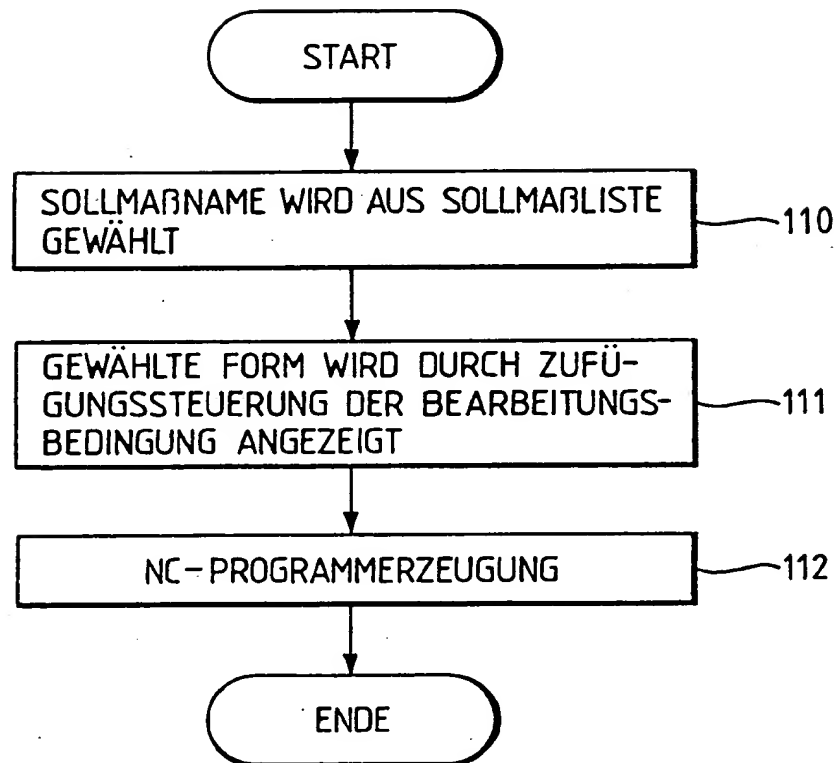 START
SOLLMAßNAME WIRD AUS SOLLMAßLISTE
GEWÄHLT
110
GEWÄHLTE FORM WIRD DURCH ZUFÜ-
GUNGSSTEUERUNG DER BEARBEITUNGS-
BEDINGUNG ANGEZEIGT
111
NC-PROGRAMMERZEUGUNG
112
ENDE